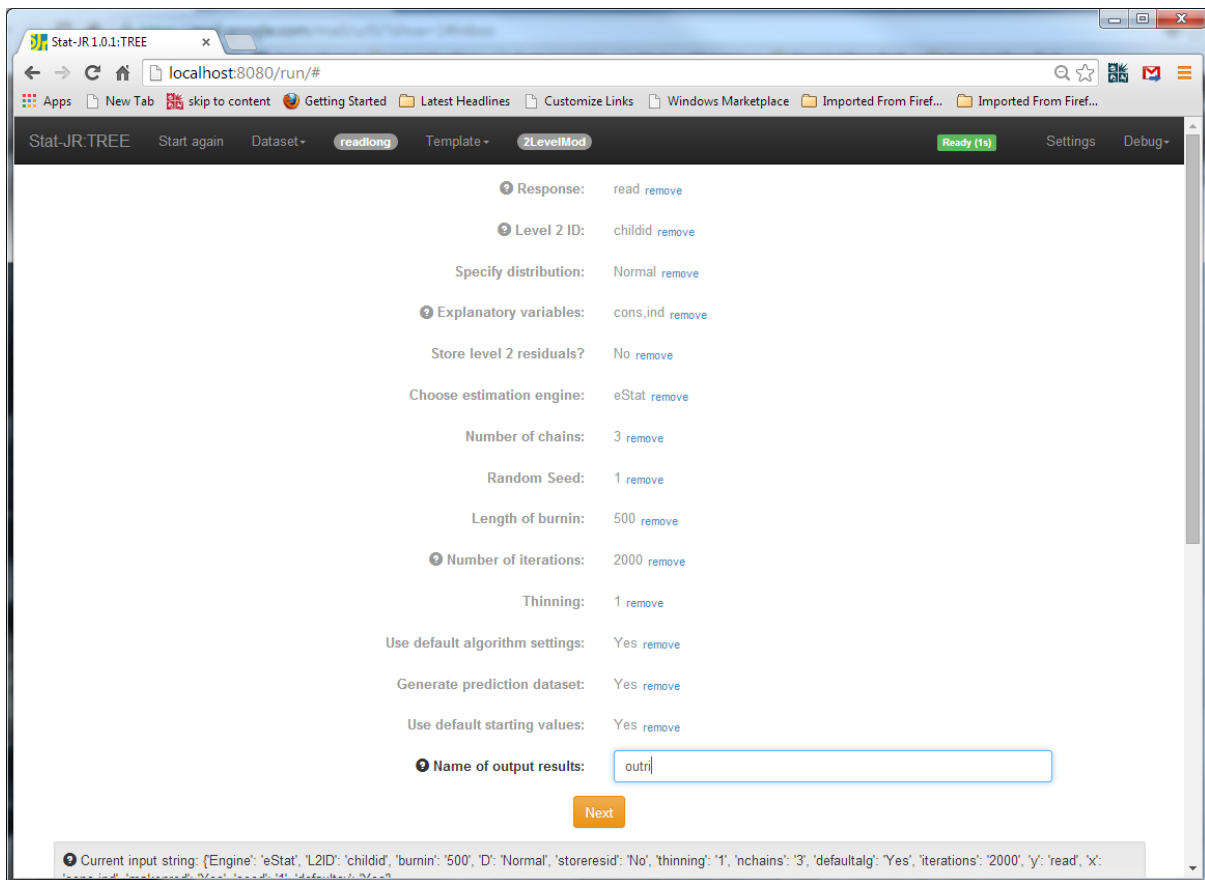 Stat-JR 1.0.1:TREE
localhost:8080/run/#
Apps New Tab skip to content Getting Started Latest Headlines Customize Links Windows Marketplace Imported From Firef... Imported From Firef...
Stat-JR:TREE Start again Dataset readlong Template 2LevelMod Ready (1s) Settings Debug
Response: read remove
Level 2 ID: childid remove
Specify distribution: Normal remove
Explanatory variables: cons,ind remove
Store level 2 residuals? No remove
Choose estimation engine: eStat remove
Number of chains: 3 remove
Random Seed: 1 remove
Length of burnin: 500 remove
Number of iterations: 2000 remove
Thinning: 1 remove
Use default algorithm settings: Yes remove
Generate prediction dataset: Yes remove
Use default starting values: Yes remove
Name of output results: outri
Next
Current input string: {'Engine': 'eStat', 'L2ID': 'childid', 'burnin': '500', 'D': 'Normal', 'storeresid': 'No', 'thinning': '1', 'nchains': '3', 'defaultalg': 'Yes', 'iterations': '2000', 'y': 'read', 'x':